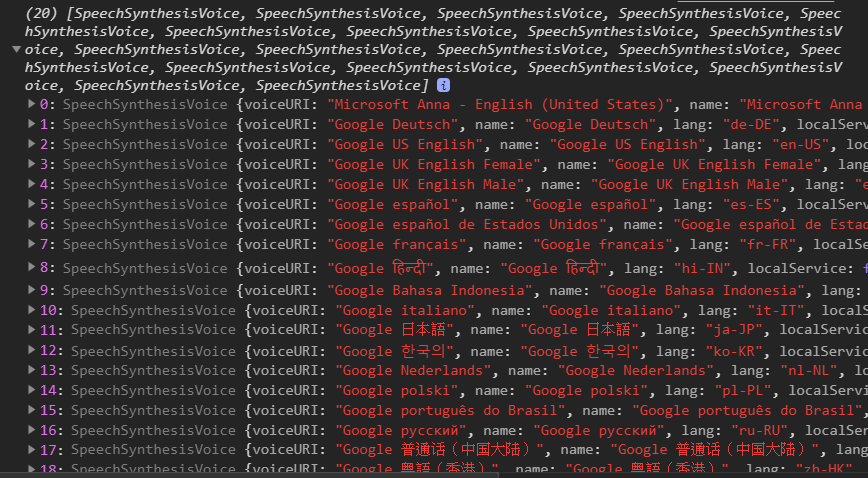 (20) [SpeechSynthesisVoice, SpeechSynthesisVoice, SpeechSynthesisVoice, Speec
hSynthesisVoice, SpeechSynthesisVoice, SpeechSynthesisVoice, SpeechSynthesisV
oice, SpeechSynthesisVoice, SpeechSynthesisVoice, SpeechSynthesisVoice, Speec
hSynthesisVoice, SpeechSynthesisVoice, SpeechSynthesisVoice, SpeechSynthesisV
oice, SpeechSynthesisVoice, SpeechSynthesisVoice] i
0: SpeechSynthesisVoice {voiceURI: "Microsoft Anna - English (United States)", name: "Microsoft Anna
1: SpeechSynthesisVoice {voiceURI: "Google Deutsch", name: "Google Deutsch", lang: "de-DE", localServ
2: SpeechSynthesisVoice {voiceURI: "Google US English", name: "Google US English", lang: "en-US", loc
3: SpeechSynthesisVoice {voiceURI: "Google UK English Female", name: "Google UK English Female", lang
4: SpeechSynthesisVoice {voiceURI: "Google UK English Male", name: "Google UK English Male", lang: "e
5: SpeechSynthesisVoice {voiceURI: "Google español", name: "Google español", lang: "es-ES", localServ
6: SpeechSynthesisVoice {voiceURI: "Google español de Estados Unidos", name: "Google español de Estad
7: SpeechSynthesisVoice {voiceURI: "Google français", name: "Google français", lang: "fr-FR", localSe
8: SpeechSynthesisVoice {voiceURI: "Google हिन्दी", name: "Google हिन्दी", lang: "hi-IN", localService: f
9: SpeechSynthesisVoice {voiceURI: "Google Bahasa Indonesia", name: "Google Bahasa Indonesia", lang:
10: SpeechSynthesisVoice {voiceURI: "Google italiano", name: "Google italiano", lang: "it-IT", localS
11: SpeechSynthesisVoice {voiceURI: "Google 日本語", name: "Google 日本語", lang: "ja-JP", localServic
12: SpeechSynthesisVoice {voiceURI: "Google 한국의", name: "Google 한국의", lang: "ko-KR", localServic
13: SpeechSynthesisVoice {voiceURI: "Google Nederlands", name: "Google Nederlands", lang: "nl-NL", lo
14: SpeechSynthesisVoice {voiceURI: "Google polski", name: "Google polski", lang: "pl-PL", localServi
15: SpeechSynthesisVoice {voiceURI: "Google português do Brasil", name: "Google português do Brasil",
16: SpeechSynthesisVoice {voiceURI: "Google русский", name: "Google русский", lang: "ru-RU", localSer
17: SpeechSynthesisVoice {voiceURI: "Google 普通话（中国大陆）", name: "Google 普通话（中国大陆）", lan
18: SpeechSynthesisVoice {voiceURI: "Google 粤語（香港）", name: "Google 粤語（香港）", lang: "zh-HK"